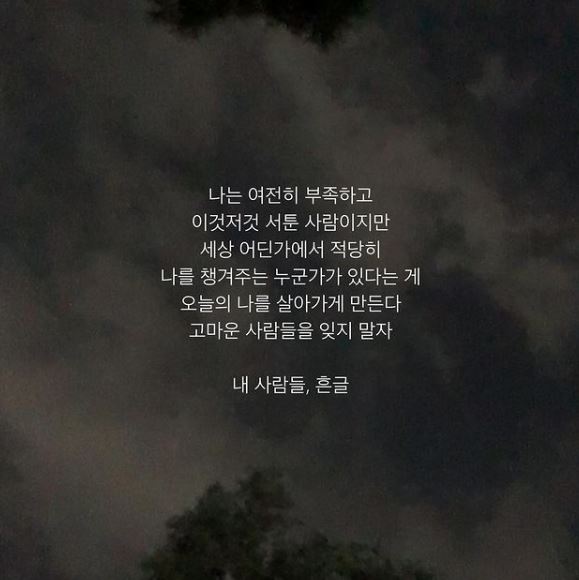 나는 여전히 부족하고
이것저것 서툰 사람이지만
세상 어딘가에서 적당히
나를 챙겨주는 누군가가 있다는 게
오늘의 나를 살아가게 만든다
고마운 사람들을 잊지 말자
내 사람들, 흔글